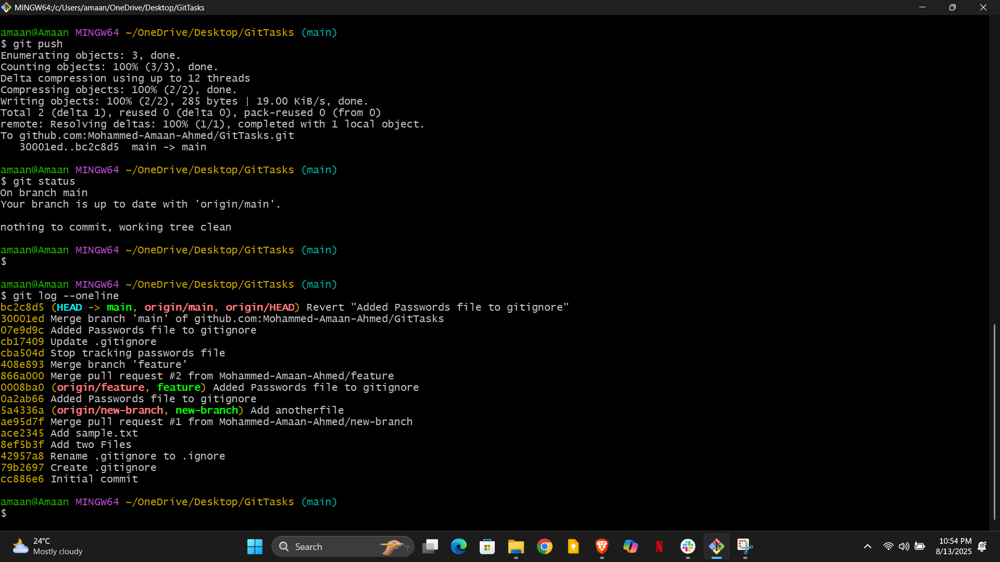 MINGW64:/c/Users/amaan/OneDrive/Desktop/GitTasks
amaan@Amaan MINGW64 ~/OneDrive/Desktop/GitTasks (main)
$ git push
Enumerating objects: 3, done.
Counting objects: 100% (3/3), done.
Delta compression using up to 12 threads
Compressing objects: 100% (2/2), done.
Writing objects: 100% (2/2), 285 bytes | 19.00 KiB/s, done.
Total 2 (delta 1), reused 0 (delta 0), pack-reused 0 (from 0)
remote: Resolving deltas: 100% (1/1), completed with 1 local object.
To github.com:Mohammed-Amaan-Ahmed/GitTasks.git
   30001ed..bc2c8d5  main -> main
amaan@Amaan MINGW64 ~/OneDrive/Desktop/GitTasks (main)
$ git status
On branch main
Your branch is up to date with 'origin/main'.
nothing to commit, working tree clean
amaan@Amaan MINGW64 ~/OneDrive/Desktop/GitTasks (main)
$
amaan@Amaan MINGW64 ~/OneDrive/Desktop/GitTasks (main)
$ git log --oneline
bc2c8d5 (HEAD -> main, origin/main, origin/HEAD) Revert "Added Passwords file to gitignore"
30001ed Merge branch 'main' of github.com:Mohammed-Amaan-Ahmed/GitTasks
07e9d9c Added Passwords file to gitignore
cb17409 Update .gitignore
cba504d Stop tracking passwords file
408e893 Merge branch 'feature'
866a000 Merge pull request #2 from Mohammed-Amaan-Ahmed/feature
0008ba0 (origin/feature, feature) Added Passwords file to gitignore
0a2ab66 Added Passwords file to gitignore
5a4336a (origin/new-branch, new-branch) Add anotherfile
ae95d7f Merge pull request #1 from Mohammed-Amaan-Ahmed/new-branch
ace2345 Add sample.txt
8ef5b3f Add two Files
42957a8 Rename .gitignore to .ignore
79b2697 Create .gitignore
cc886e6 Initial commit
amaan@Amaan MINGW64 ~/OneDrive/Desktop/GitTasks (main)
$
24°C
Mostly cloudy
Search
10:54 PM
8/13/2025